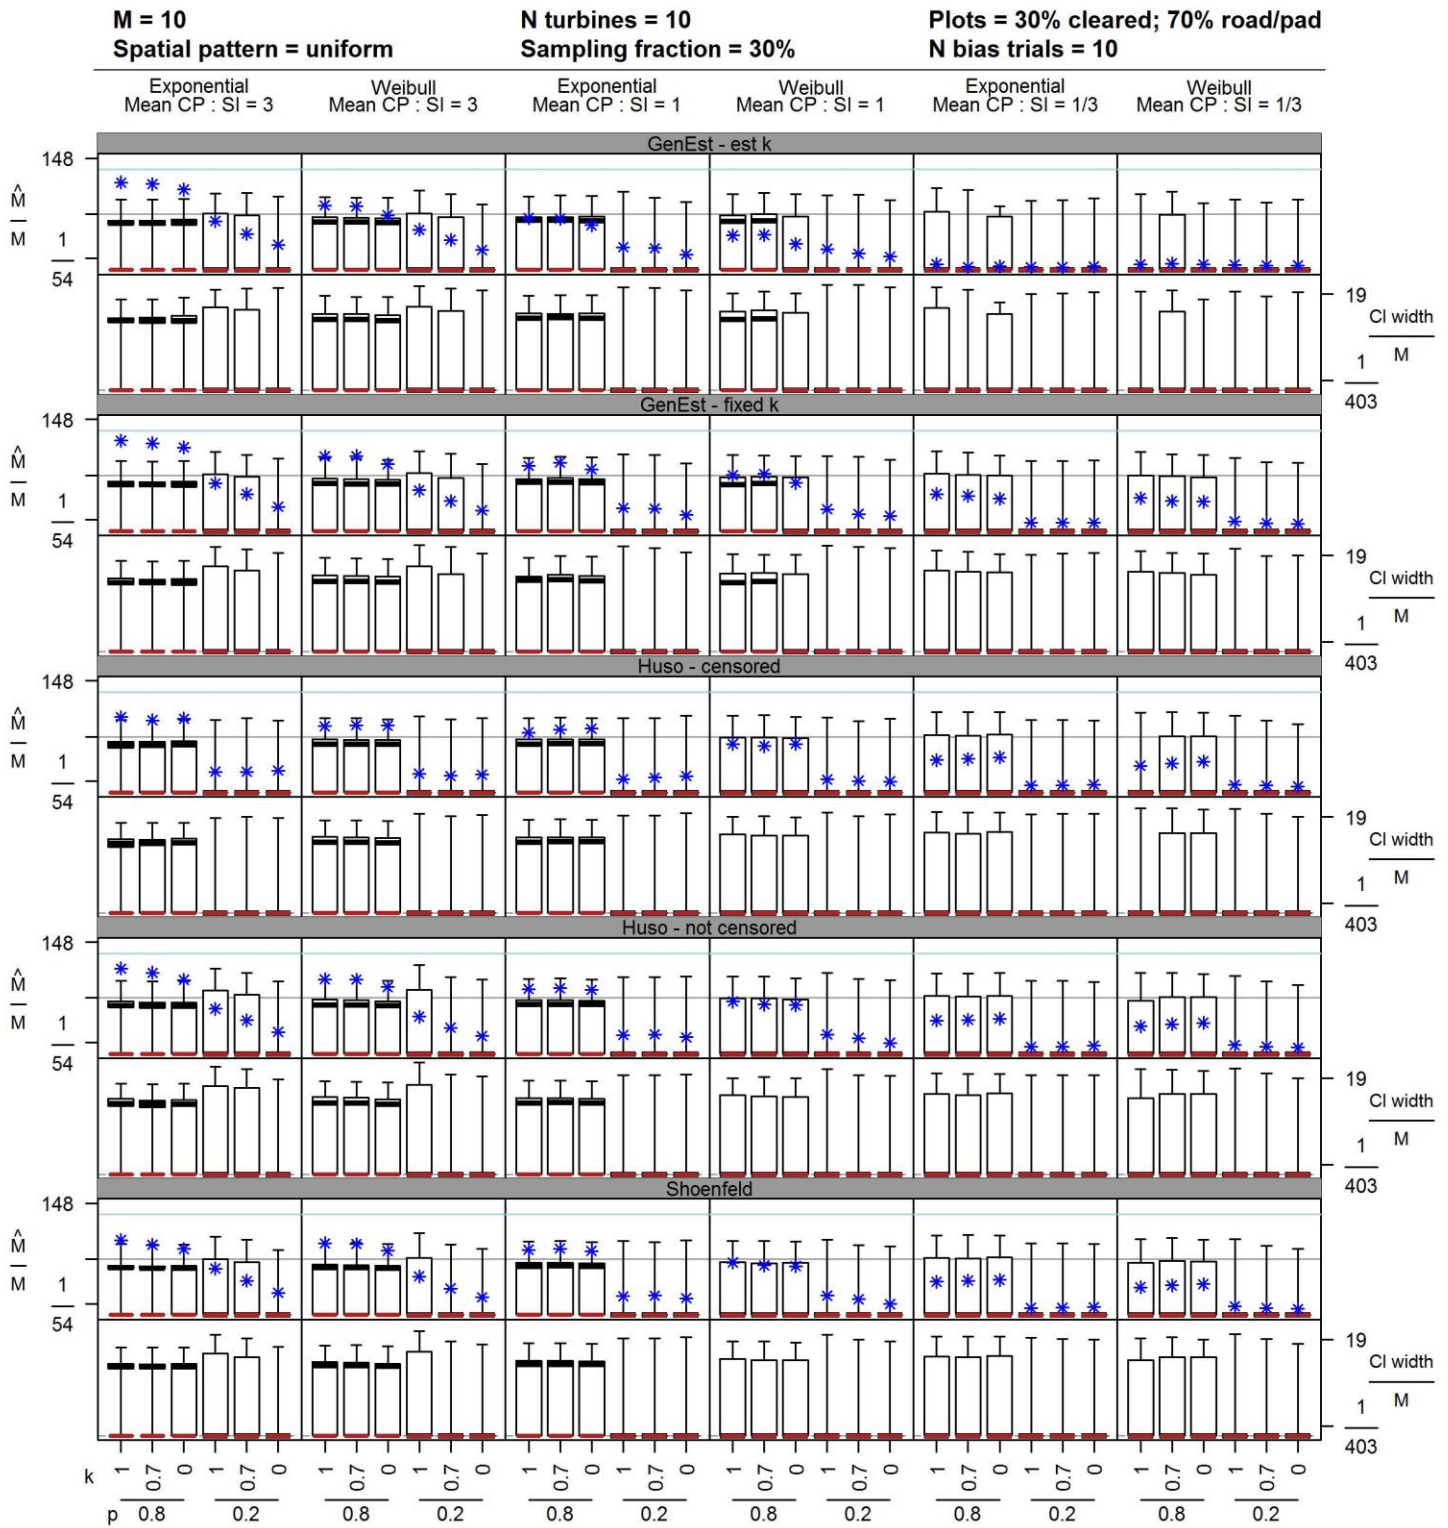 M = 10 N turbines = 10 Plots = 30% cleared; 70% road/pad
Spatial pattern = uniform Sampling fraction = 30% N bias trials = 10
Exponential Weibull Exponential Weibull Exponential Weibull
Mean CP : SI = 3 Mean CP : SI = 3 Mean CP : SI = 1 Mean CP : SI = 1 Mean CP : SI = 1/3 Mean CP : SI = 1/3
GenEst - est k
148
M̂
M
1
54
19
CI width
M
1
403
GenEst - fixed k
148
M̂
M
1
54
19
CI width
M
1
403
Huso - censored
148
M̂
M
1
54
19
CI width
M
1
403
Huso - not censored
148
M̂
M
1
54
19
CI width
M
1
403
Shoenfeld
148
M̂
M
1
54
19
CI width
M
1
403
k 1 0.7 0 1 0.7 0 1 0.7 0 1 0.7 0 1 0.7 0 1 0.7 0 1 0.7 0 1 0.7 0 1 0.7 0 1 0.7 0 1 0.7 0 1 0.7 0
p 0.8 0.2 0.8 0.2 0.8 0.2 0.8 0.2 0.8 0.2 0.8 0.2